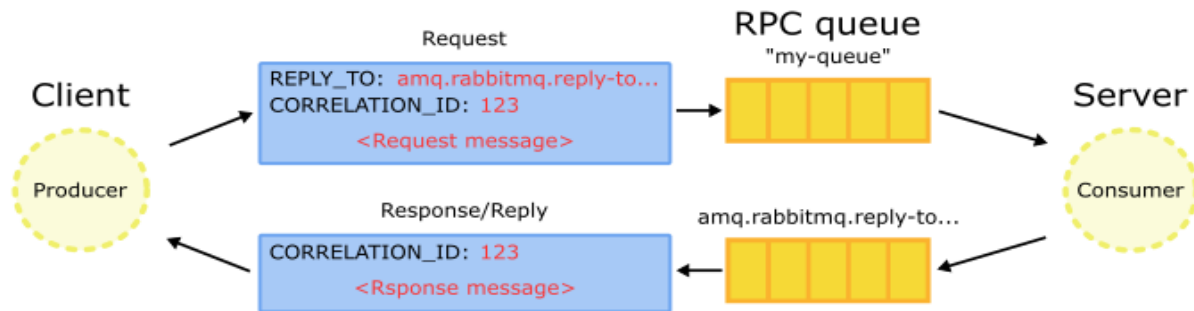 Request
RPC queue
"my-queue"
Client
REPLY_TO: amq.rabbitmq.reply-to...
CORRELATION_ID: 123
<Request message>
Server
Producer
Consumer
Response/Reply
amq.rabbitmq.reply-to...
CORRELATION_ID: 123
<Rsponse message>